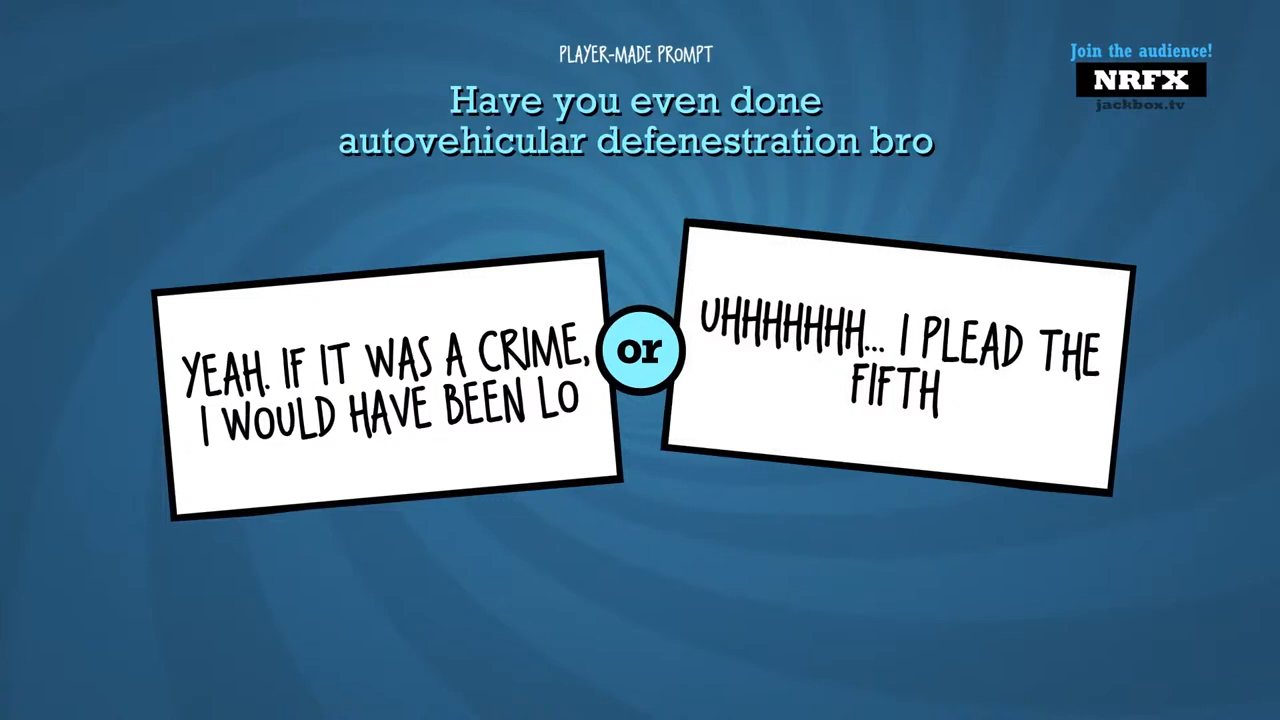 PLAYER-MADE PROMPT
Have you even done
autovehicular defenestration bro
Join the audience!
NRFX
jackbox.tv
YEAH. IF IT WAS A CRIME,
I WOULD HAVE BEEN LO
or
UHHHHHHH... I PLEAD THE
FIFTH